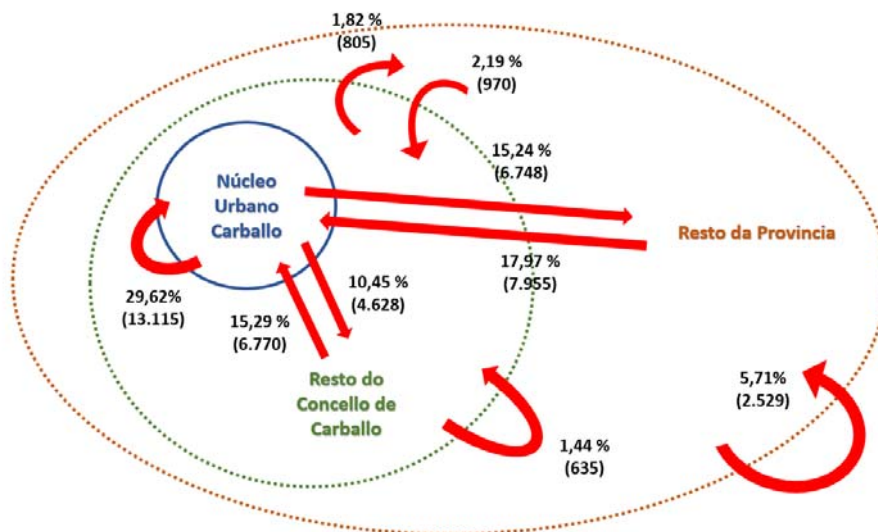 1,82 %
(805)
2,19 %
(970)
15,24 %
(6.748)
Núcleo
Urbano
Carballo
Resto da Provincia
17,97 %
(7.955)
10,45 %
(4.628)
29,62%
(13.115)
15,29 %
(6.770)
Resto do
Concello de
Carballo
5,71%
(2.529)
1,44 %
(635)